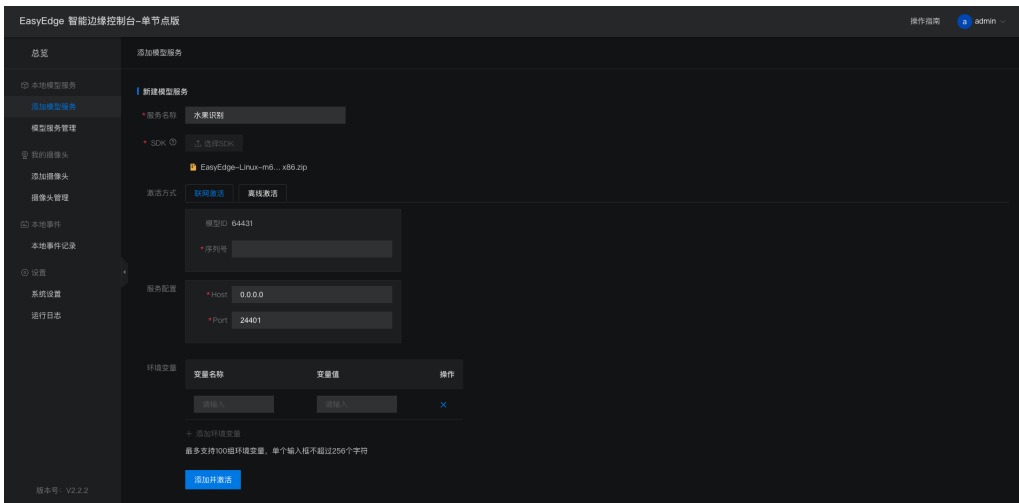 EasyEdge 智能边缘控制台-单节点版 操作指南 a admin
总览 添加模型服务
本地模型服务 新建模型服务
添加模型服务 *服务名称 水果识别
模型服务管理 * SDK 选择SDK
我的摄像头 EasyEdge-Linux-m6... x86.zip
添加摄像头
摄像头管理 激活方式 联网激活 离线激活
本地事件 模型ID 64431
本地事件记录 *序列号
设置
系统设置 服务配置 *Host 0.0.0.0
运行日志 *Port 24401
环境变量 变量名称 变量值 操作
请输入 请输入 ×
+ 添加环境变量
最多支持100组环境变量,单个输入框不超过256个字符
添加并激活
版本号: V2.2.2